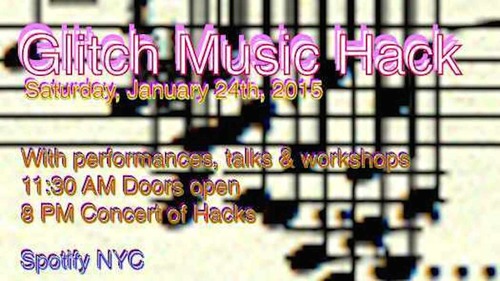 Glitch Music Hack
Saturday, January 24th, 2015
With performances, talks & workshops
11:30 AM Doors open
8 PM Concert of Hacks
Spotify NYC